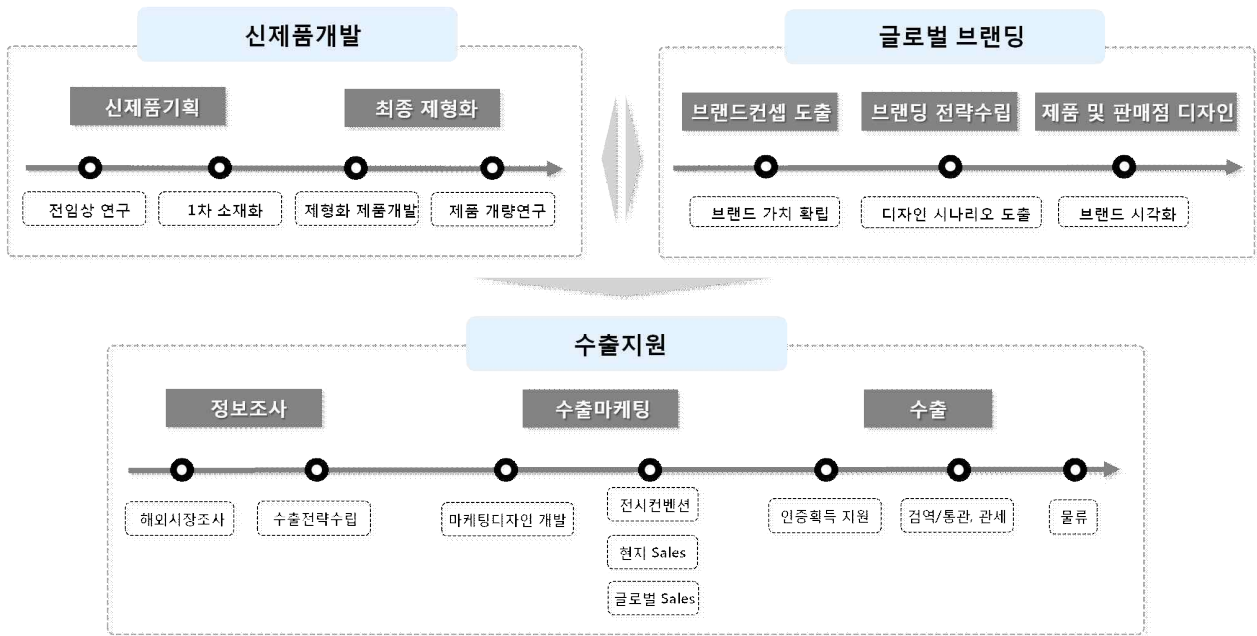 신제품개발
신제품기획
최종 제형화
전임상 연구
1차 소재화
제형화 제품개발
제품 개량연구
글로벌 브랜딩
브랜드컨셉 도출
브랜딩 전략수립
제품 및 판매점 디자인
브랜드 가치 확립
디자인 시나리오 도출
브랜드 시각화
수출지원
정보조사
수출마케팅
수출
해외시장조사
수출전략수립
마케팅디자인 개발
전시컨벤션
현지 Sales
글로벌 Sales
인증획득 지원
검역/통관, 관세
물류